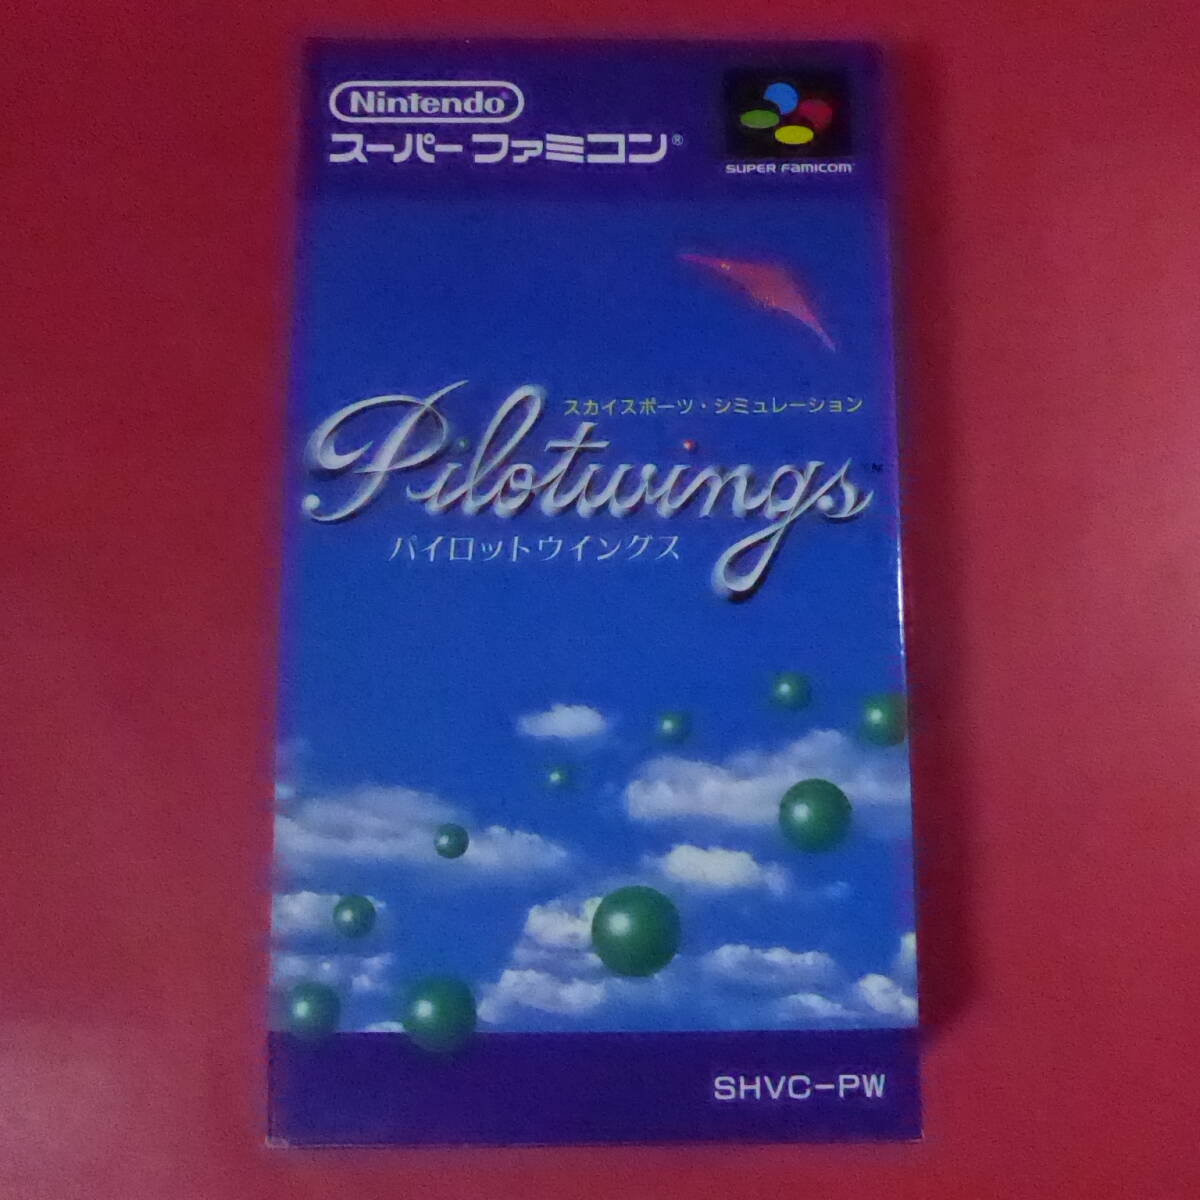 Nintendo
スーパーファミコン®
SUPER Famicom
スカイスポーツ・シミュレーション
Pilotwings™
パイロットウイングス
SHVC-PW